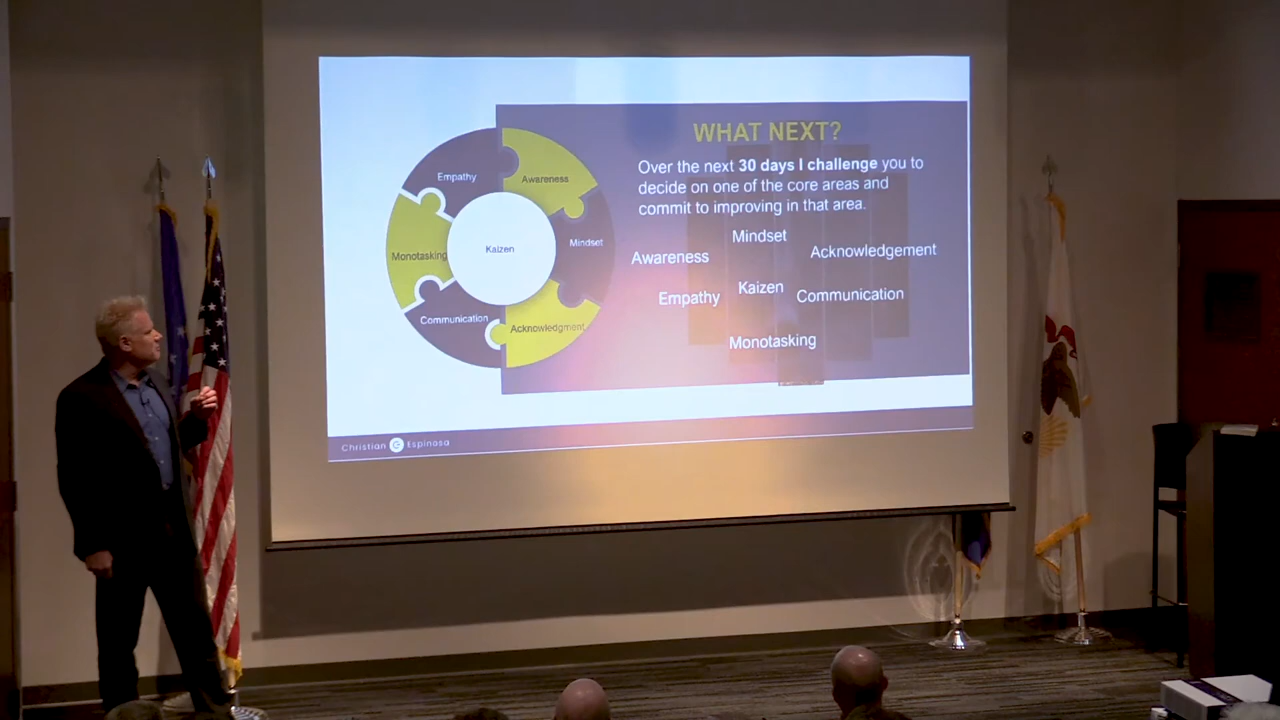 WHAT NEXT?
Over the next 30 days I challenge you to
decide on one of the core areas and
commit to improving in that area.
Mindset
Awareness
Acknowledgement
Kaizen
Empathy
Communication
Monotasking
Empathy
Awareness
Monotasking
Kaizen
Mindset
Communication
Acknowledgment
Christian C Espinosa